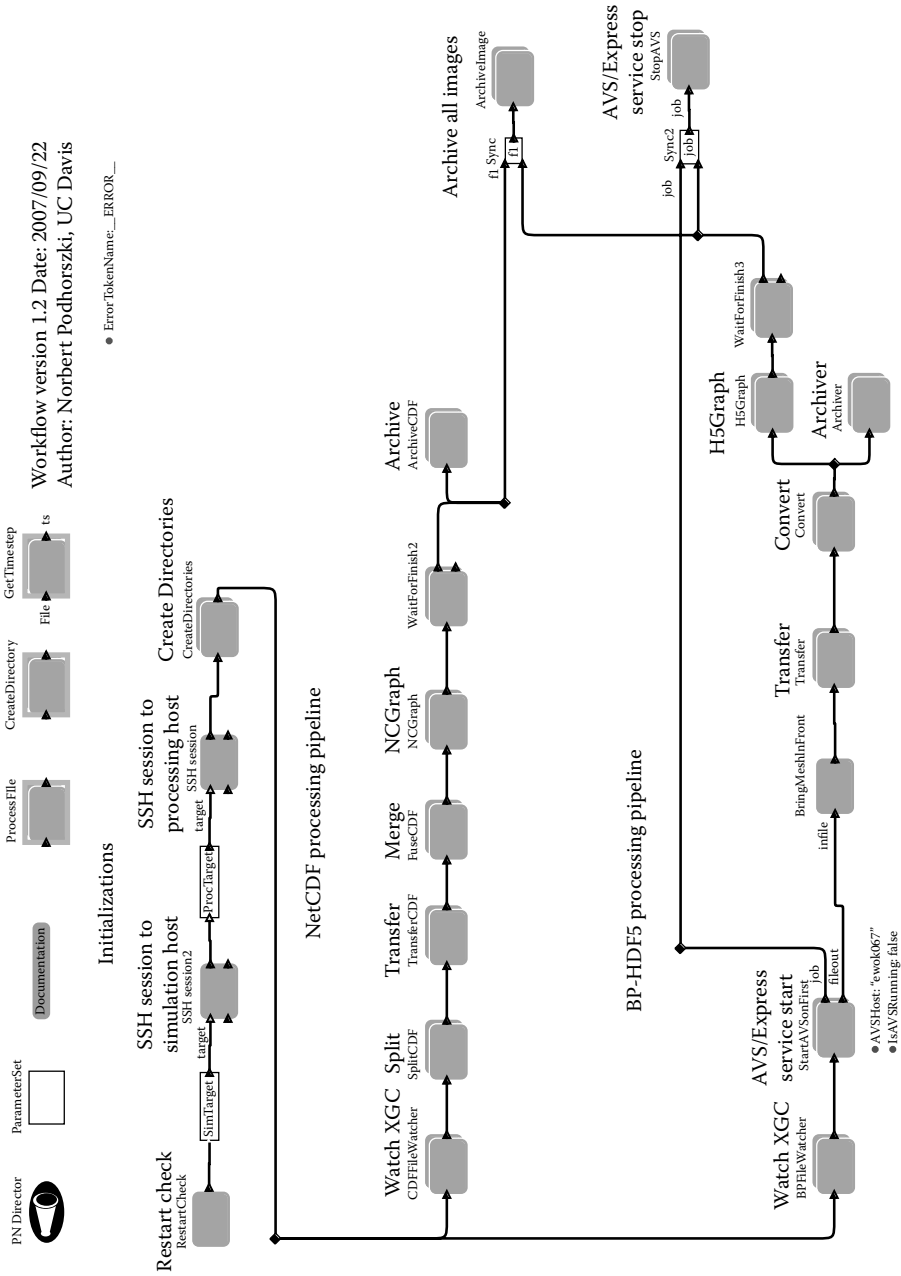 PN Director
ParameterSet
Documentation
ProcessFIle
CreateDirectory
GetTimestep
File
ts
Workflow version 1.2 Date: 2007/09/22
Author: Norbert Podhorszki, UC Davis
ErrorTokenName:__ERROR__
Initializations
Restart check
RestartCheck
SimTarget
target
SSH session to
simulation host
SSH session2
ProcTarget
target
SSH session to
processing host
SSH session
Create Directories
CreateDirectories
NetCDF processing pipeline
Watch XGC
CDFFileWatcher
Split
SplitCDF
Transfer
TransferCDF
Merge
FuseCDF
NCGraph
NCGraph
WaitForFinish2
Archive
ArchiveCDF
Archive all images
f1
Sync
f1
ArchiveImage
BP-HDF5 processing pipeline
Watch XGC
BPFileWatcher
AVS/Express
service start
StartAVSonFirst
job
fileout
AVSHost: "ewok067"
IsAVSRunning: false
infile
BringMeshInFront
Transfer
Transfer
Convert
Convert
H5Graph
H5Graph
Archiver
Archiver
WaitForFinish3
job
Sync2
job
job
AVS/Express
service stop
StopAVS